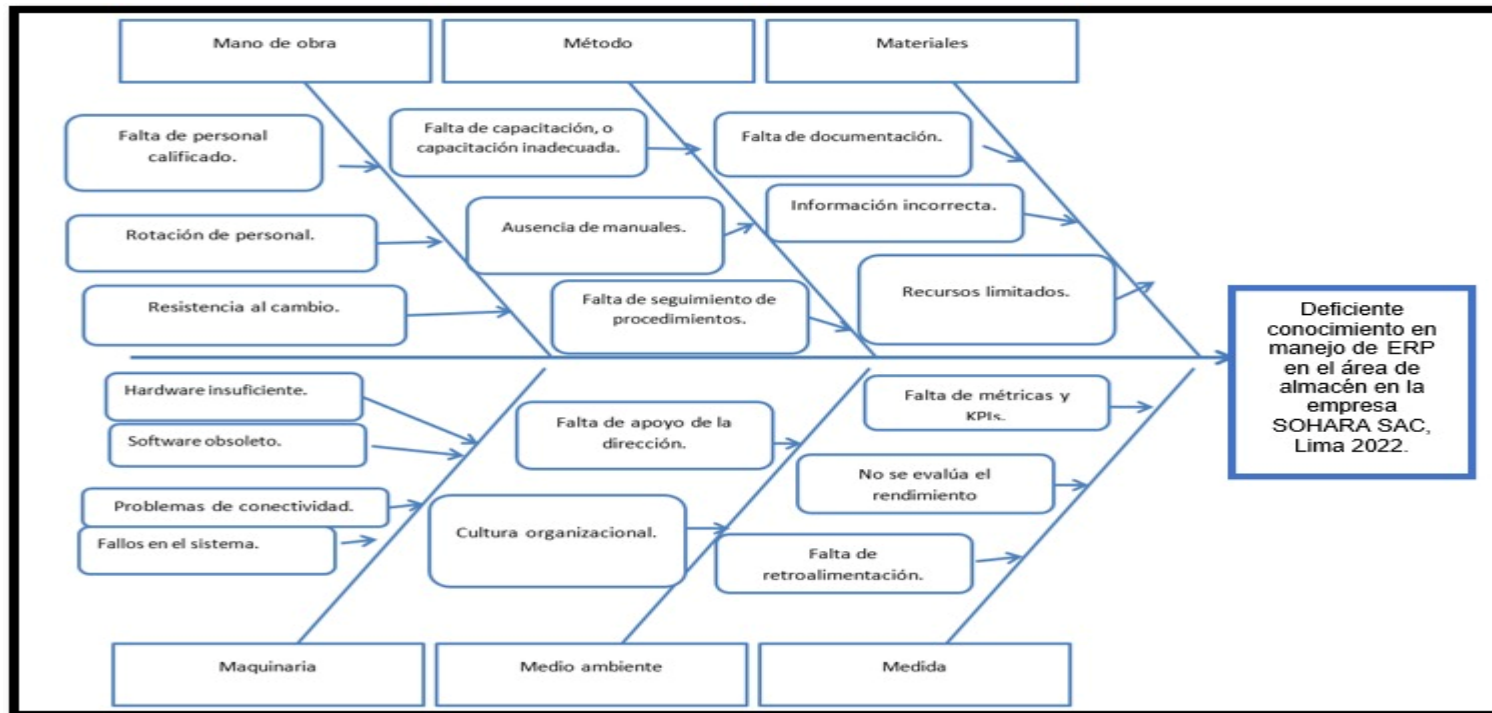 Mano de obra
Método
Materiales
Falta de personal
calificado.
Falta de capacitación, o
capacitación inadecuada.
Falta de documentación.
Rotación de personal.
Ausencia de manuales.
Información incorrecta.
Resistencia al cambio.
Falta de seguimiento de
procedimientos.
Recursos limitados.
Deficiente
conocimiento en
manejo de ERP
en el área de
almacén en la
empresa
SOHARA SAC,
Lima 2022.
Hardware insuficiente.
Software obsoleto.
Problemas de conectividad.
Fallos en el sistema.
Falta de apoyo de la
dirección.
Cultura organizacional.
Falta de métricas y
KPIs.
No se evalúa el
rendimiento
Falta de
retroalimentación.
Maquinaria
Medio ambiente
Medida